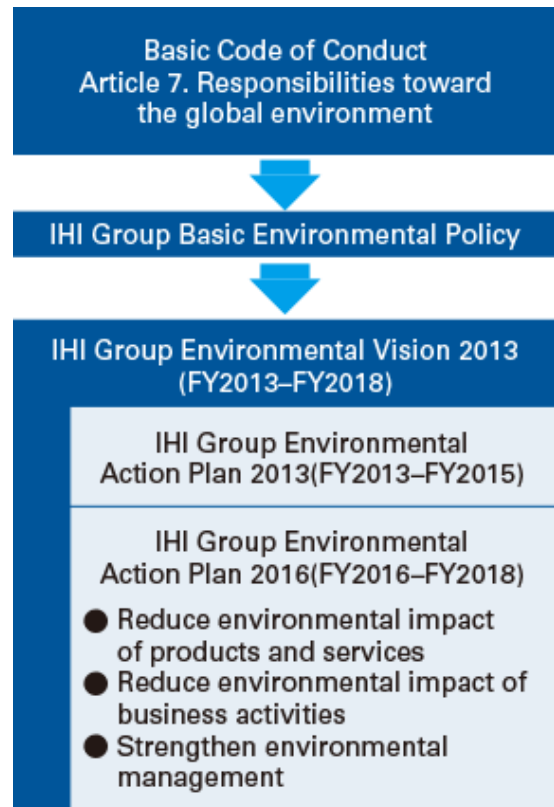 Basic Code of Conduct
Article 7. Responsibilities toward
the global environment
IHI Group Basic Environmental Policy
IHI Group Environmental Vision 2013
(FY2013–FY2018)
IHI Group Environmental
Action Plan 2013(FY2013–FY2015)
IHI Group Environmental
Action Plan 2016(FY2016–FY2018)
● Reduce environmental impact
of products and services
● Reduce environmental impact of
business activities
● Strengthen environmental
management